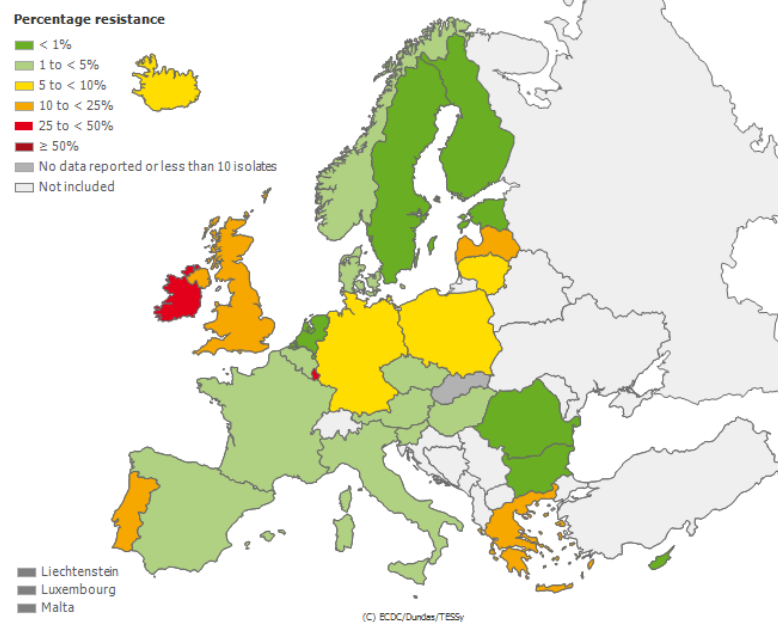 Percentage resistance
< 1%
1 to < 5%
5 to < 10%
10 to < 25%
25 to < 50%
≥ 50%
No data reported or less than 10 isolates
Not included
Liechtenstein
Luxembourg
Malta
(C) ECDC/Dundas/TESSy